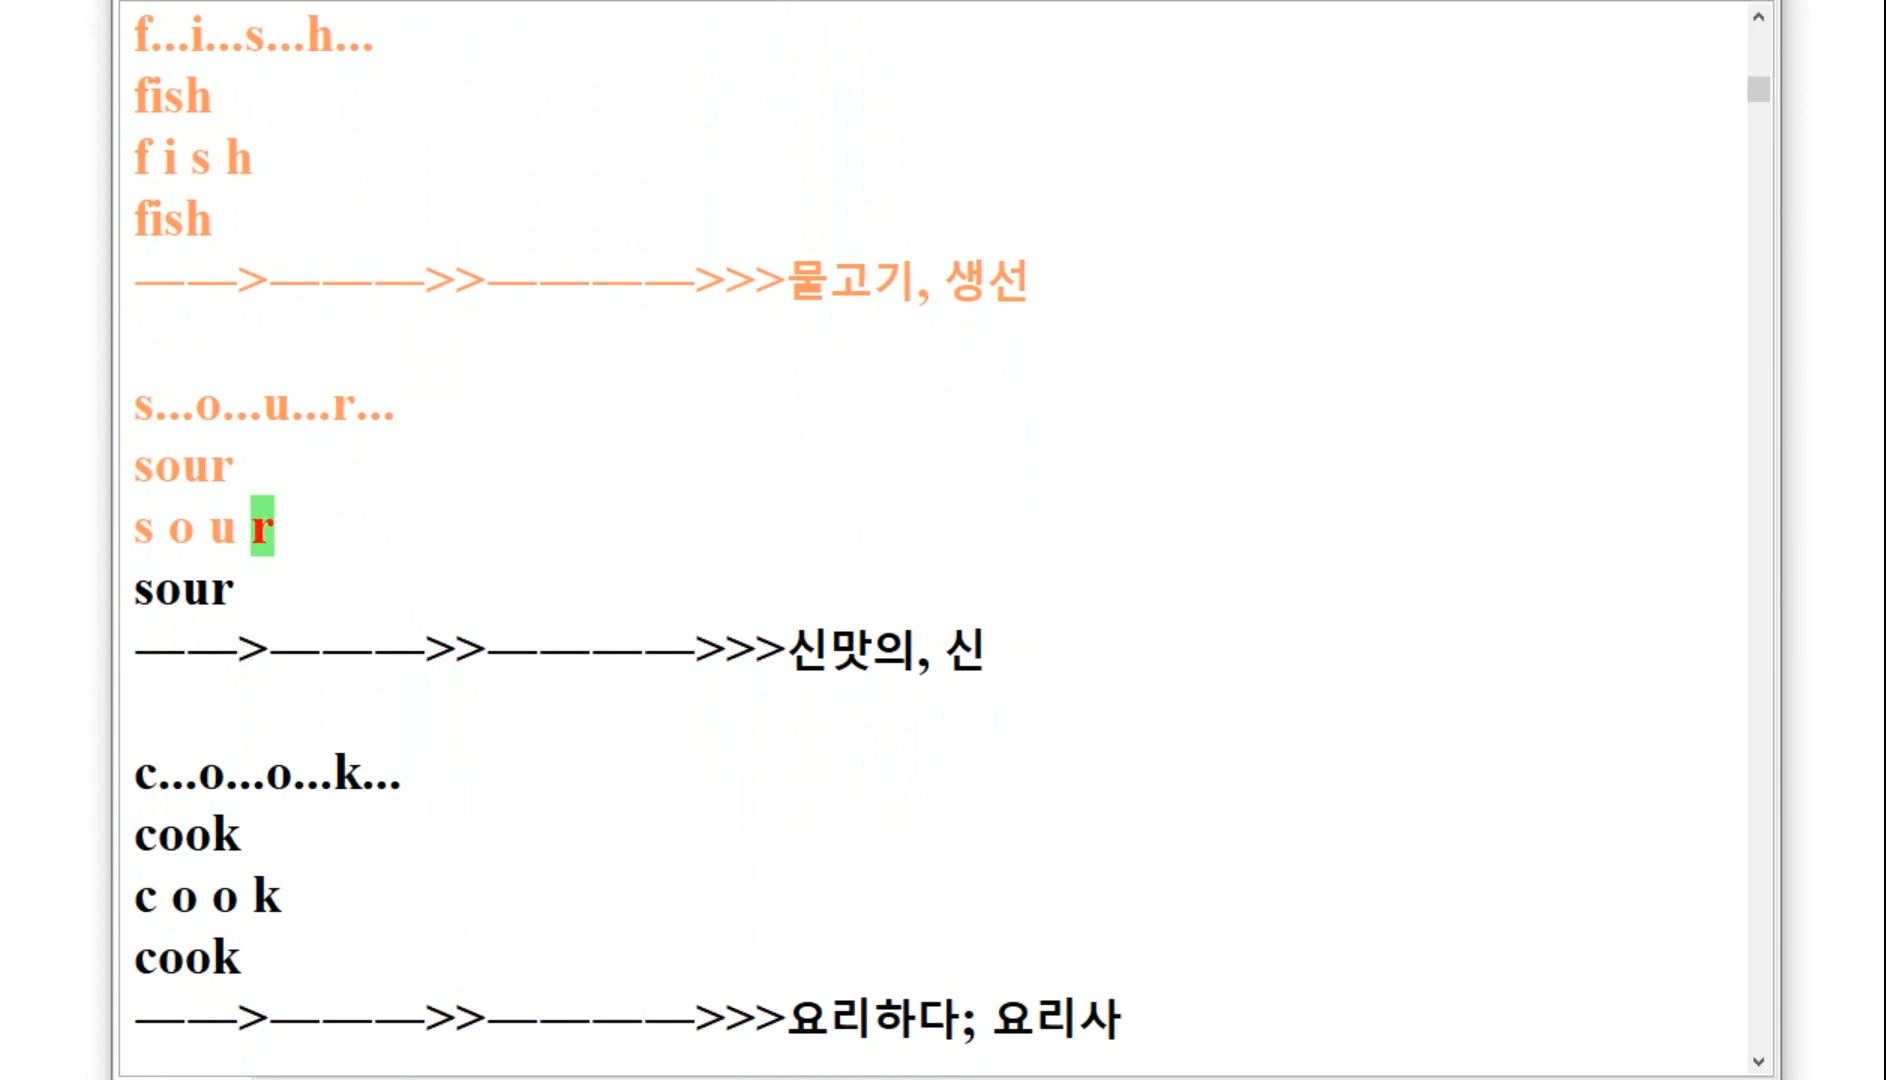 f...i...s...h...
fish
f i s h
fish
——>———>>————>>>물고기, 생선
s...o...u...r...
sour
s o u r
sour
——>———>>————>>>신맛의, 신
c...o...o...k...
cook
c o o k
cook
——>———>>————>>>요리하다; 요리사